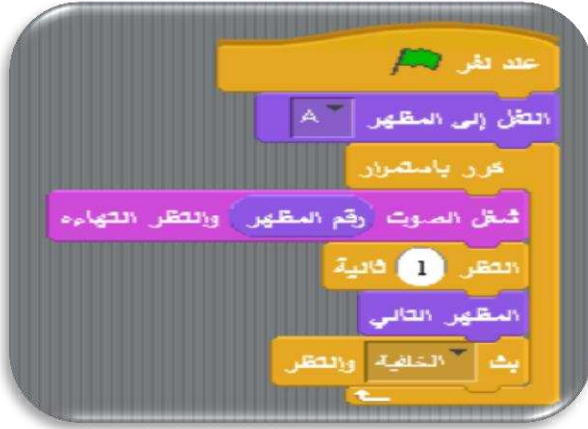 عند نقر
انتقل إلى المظهر A
كرر باستمرار
شغل الصوت رقم المظهر وانتظر انتهاءه
انتظر 1 ثانية
المظهر التالي
بث الخلفية وانتظر